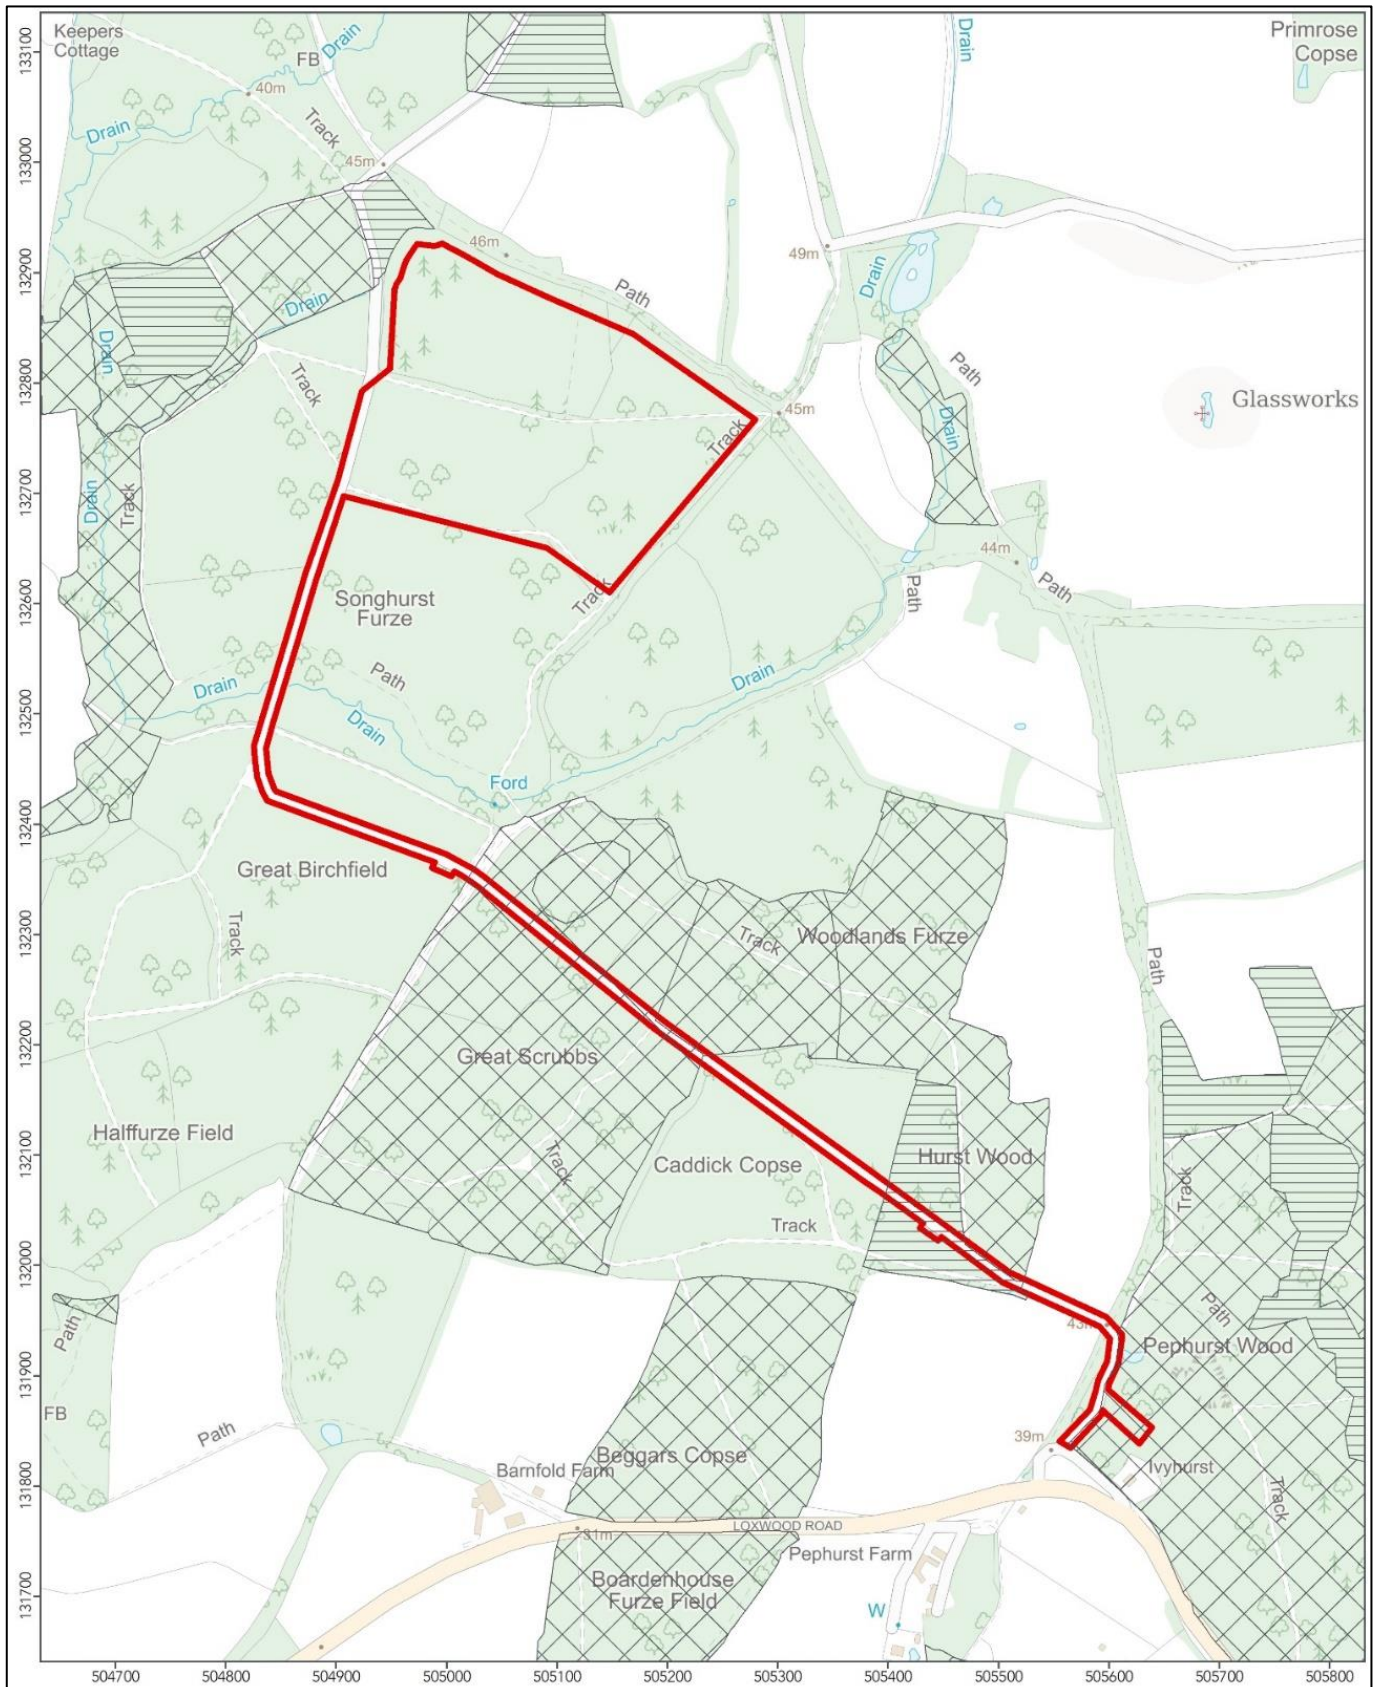 Keepers
Cottage
FB
Drain
Drain
Primrose
Copse
40m
Track
Drain
45m
46m
49m
Drain
Path
Drain
Drain
Track
Path
45m
Glassworks
Drain
Track
Drain
Track
44m
Path
Track
Path
Songhurst
Furze
Path
Drain
Drain
Drain
Ford
Great Birchfield
Track
Track
Woodlands Furze
Path
Great Scrubbs
Halffurze Field
Track
Caddick Copse
Hurst Wood
Track
Track
Path
Path
43m
Pephurst Wood
FB
Path
39m
Beggars Copse
Barnfold Farm
Ivyhurst
Track
31m
LOXWOOD ROAD
Pephurst Farm
Boardenhouse
Furze Field
W
133100
133000
132900
132800
132700
132600
132500
132400
132300
132200
132100
132000
131900
131800
131700
504700 504800 504900 505000 505100 505200 505300 505400 505500 505600 505700 505800